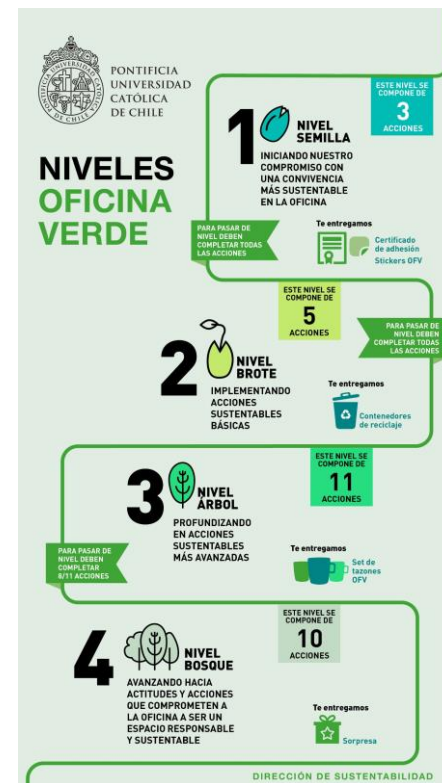 PONTIFICIA
UNIVERSIDAD
CATÓLICA
DE CHILE
NIVELES
OFICINA
VERDE
ESTE NIVEL SE
COMPONE DE
3
ACCIONES
1
NIVEL
SEMILLA
INICIANDO NUESTRO
COMPROMISO CON
UNA CONVIVENCIA
MÁS SUSTENTABLE
EN LA OFICINA
PARA PASAR DE
NIVEL DEBEN
COMPLETAR TODAS
LAS ACCIONES
Te entregamos
Certificado
de adhesión
Stickers OFV
ESTE NIVEL SE
COMPONE DE
5
ACCIONES
PARA PASAR DE
NIVEL DEBEN
COMPLETAR TODAS
LAS ACCIONES
2
NIVEL
BROTE
IMPLEMENTANDO
ACCIONES
SUSTENTABLES
BÁSICAS
Te entregamos
Contenedores
de reciclaje
ESTE NIVEL SE
COMPONE DE
11
ACCIONES
3
NIVEL
ÁRBOL
PROFUNDIZANDO
EN ACCIONES
SUSTENTABLES
MÁS AVANZADAS
PARA PASAR DE
NIVEL DEBEN
COMPLETAR
6/11 ACCIONES
Te entregamos
Set de
tazones
OFV
ESTE NIVEL SE
COMPONE DE
10
ACCIONES
4
NIVEL
BOSQUE
AVANZANDO HACIA
ACTITUDES Y ACCIONES
QUE COMPROMETEN A
LA OFICINA A SER UN
ESPACIO RESPONSABLE
Y SUSTENTABLE
Te entregamos
Sorpresa
DIRECCIÓN DE SUSTENTABILIDAD